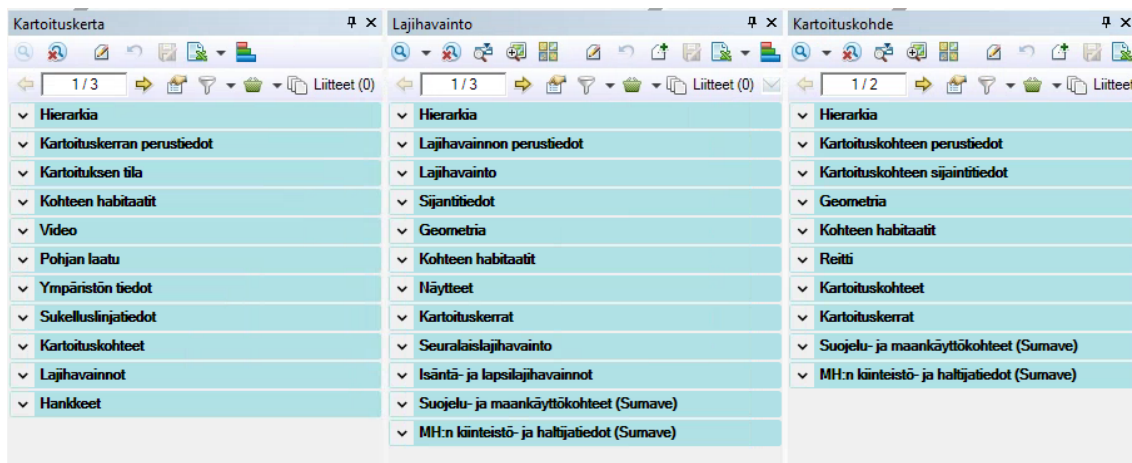 Kartoituskerta
1 / 3
Liitteet (0)
Hierarkia
Kartoituskerran perustiedot
Kartoituksen tila
Kohteen habitaatit
Video
Pohjan laatu
Ympäristön tiedot
Sukelluslinjatiedot
Kartoituskohteet
Lajihavainnot
Hankkeet
Lajihavainto
1 / 3
Liitteet (0)
Hierarkia
Lajihavainnon perustiedot
Lajihavainto
Sijantitiedot
Geometria
Kohteen habitaatit
Näytteet
Kartoituskerrat
Seuralaislajihavainto
Isäntä- ja lapsilajihavainnot
Suojelu- ja maankäyttökohteet (Sumave)
MH:n kiinteistö- ja haltijatiedot (Sumave)
Kartoituskohde
1 / 2
Liitteet
Hierarkia
Kartoituskohteen perustiedot
Kartoituskohteen sijaintitiedot
Geometria
Kohteen habitaatit
Reitti
Kartoituskohteet
Kartoituskerrat
Suojelu- ja maankäyttökohteet (Sumave)
MH:n kiinteistö- ja haltijatiedot (Sumave)